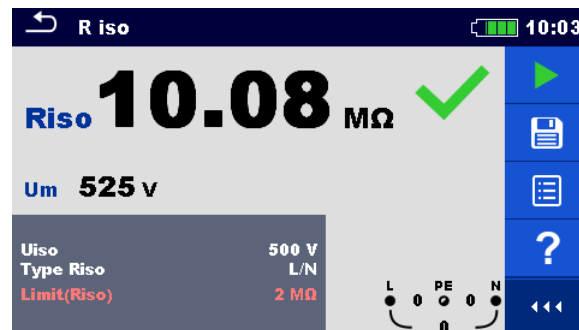 R iso 10:03
Riso 10.08 MΩ
Um 525 V
Uiso 500 V
Type Riso L/N
Limit(Riso) 2 MΩ
L PE N
0 0
0
?